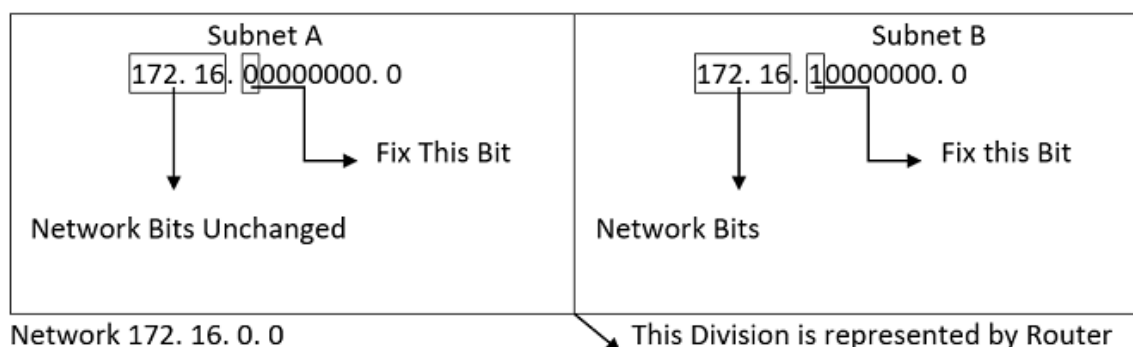 Subnet A
172. 16. 00000000. 0
Fix This Bit
Network Bits Unchanged
Subnet B
172. 16. 10000000. 0
Fix this Bit
Network Bits
Network 172. 16. 0. 0
This Division is represented by Router